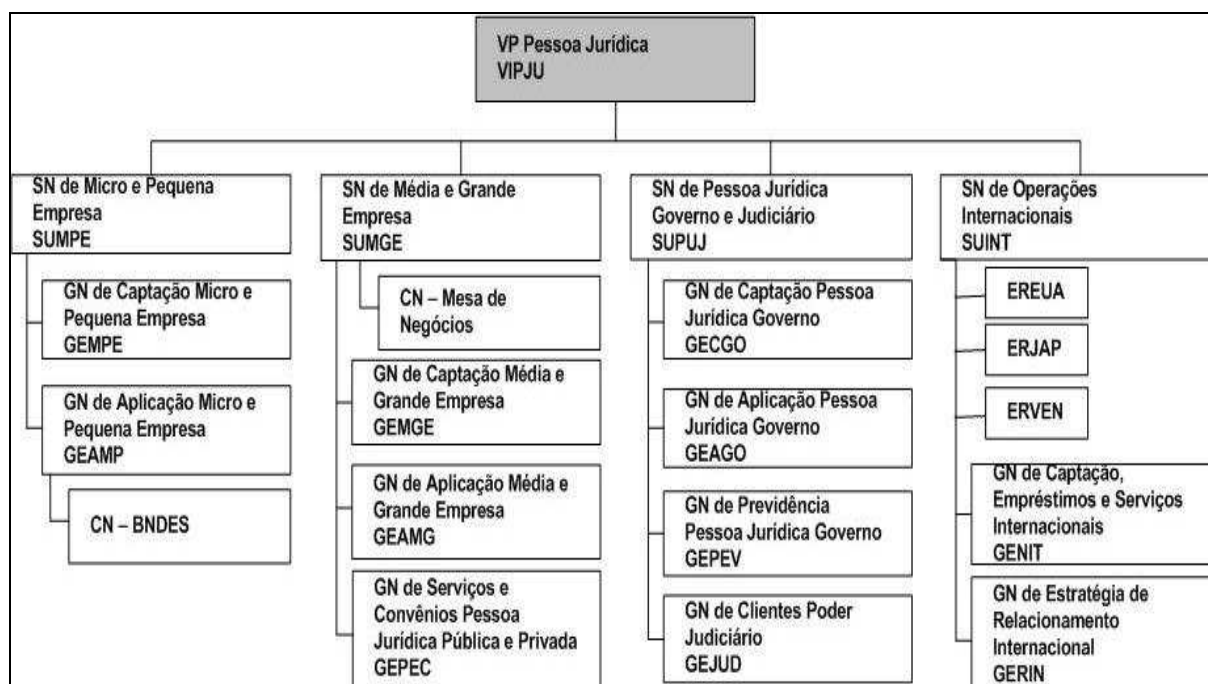 VP Pessoa Jurídica
VIPJU
SN de Micro e Pequena
Empresa
SUMPE
GN de Captação Micro e
Pequena Empresa
GEMPE
GN de Aplicação Micro e
Pequena Empresa
GEAMP
CN – BNDES
SN de Média e Grande
Empresa
SUMGE
CN – Mesa de
Negócios
GN de Captação Média e
Grande Empresa
GEMGE
GN de Aplicação Média e
Grande Empresa
GEAMG
GN de Serviços e
Convênios Pessoa
Jurídica Pública e Privada
GEPEC
SN de Pessoa Jurídica
Governo e Judiciário
SUPUJ
GN de Captação Pessoa
Jurídica Governo
GECGO
GN de Aplicação Pessoa
Jurídica Governo
GEAGO
GN de Previdência
Pessoa Jurídica Governo
GEPEV
GN de Clientes Poder
Judiciário
GEJUD
SN de Operações
Internacionais
SUINT
EREUA
ERJAP
ERVEN
GN de Captação,
Empréstimos e Serviços
Internacionais
GENIT
GN de Estratégia de
Relacionamento
Internacional
GERIN